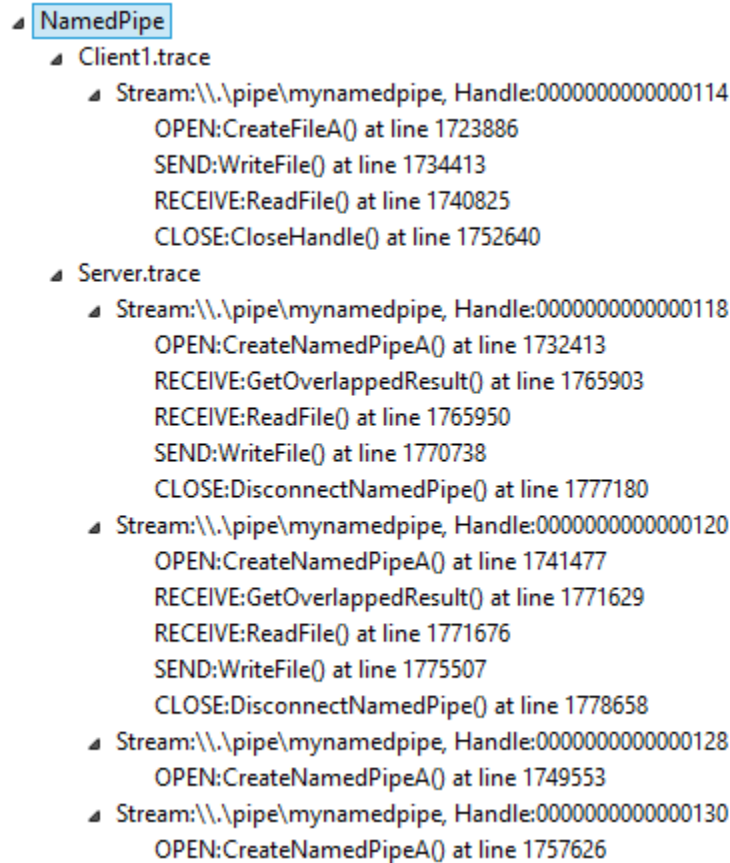 NamedPipe
Client1.trace
Stream:\\.\pipe\mynamedpipe, Handle:0000000000000114
OPEN:CreateFileA() at line 1723886
SEND:WriteFile() at line 1734413
RECEIVE:ReadFile() at line 1740825
CLOSE:CloseHandle() at line 1752640
Server.trace
Stream:\\.\pipe\mynamedpipe, Handle:0000000000000118
OPEN:CreateNamedPipeA() at line 1732413
RECEIVE:GetOverlappedResult() at line 1765903
RECEIVE:ReadFile() at line 1765950
SEND:WriteFile() at line 1770738
CLOSE:DisconnectNamedPipe() at line 1777180
Stream:\\.\pipe\mynamedpipe, Handle:0000000000000120
OPEN:CreateNamedPipeA() at line 1741477
RECEIVE:GetOverlappedResult() at line 1771629
RECEIVE:ReadFile() at line 1771676
SEND:WriteFile() at line 1775507
CLOSE:DisconnectNamedPipe() at line 1778658
Stream:\\.\pipe\mynamedpipe, Handle:0000000000000128
OPEN:CreateNamedPipeA() at line 1749553
Stream:\\.\pipe\mynamedpipe, Handle:0000000000000130
OPEN:CreateNamedPipeA() at line 1757626